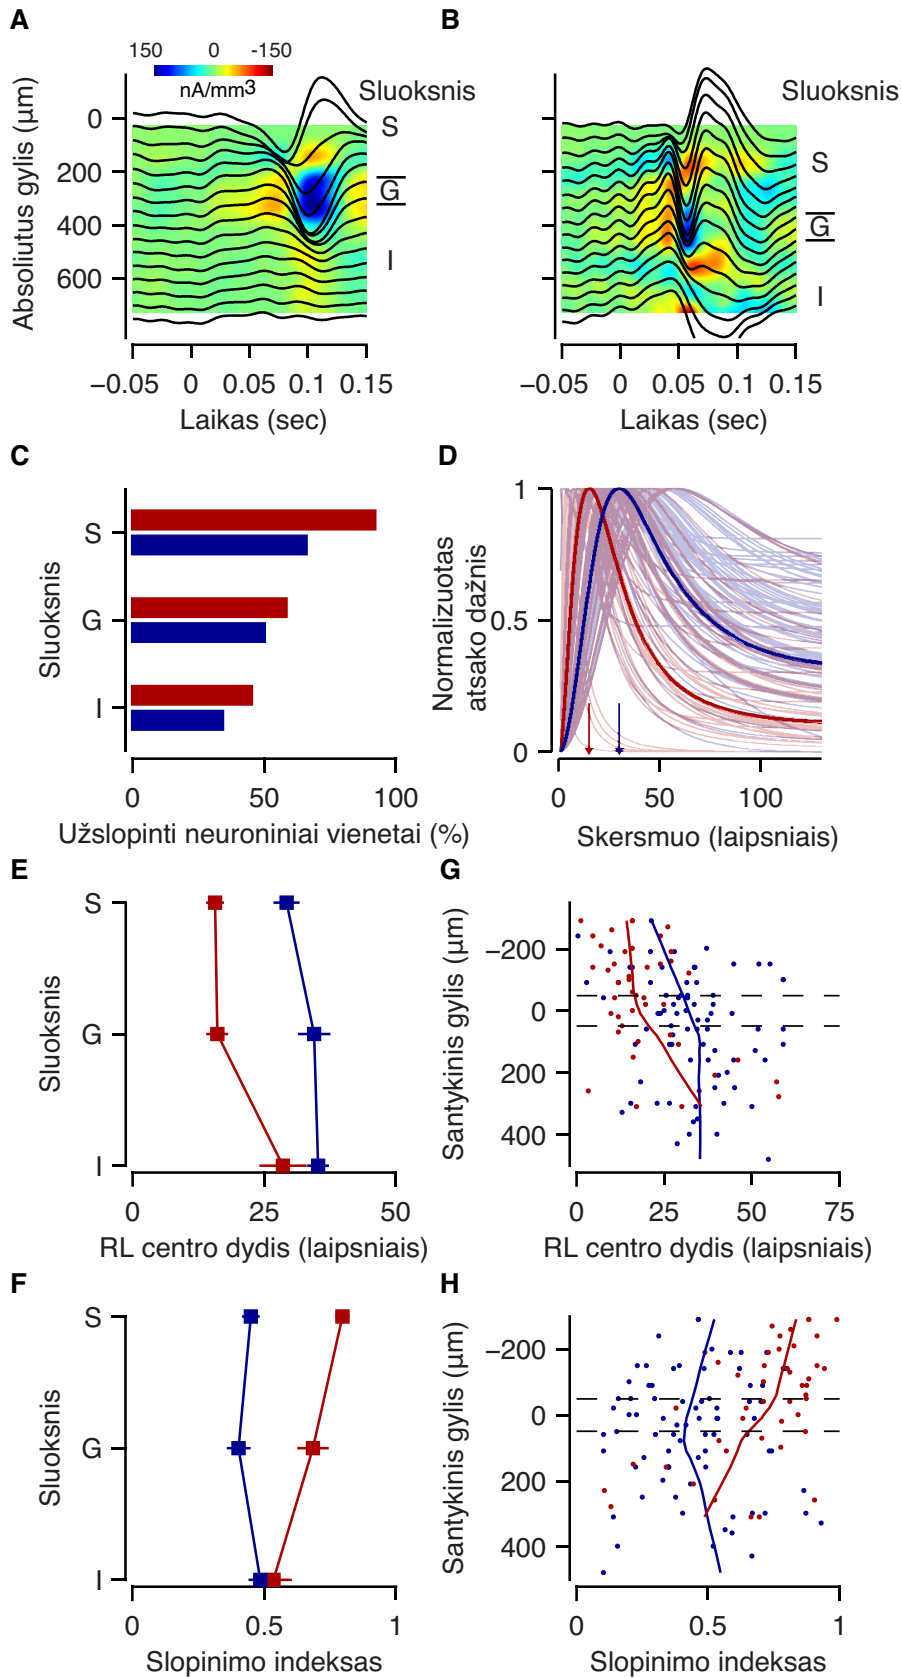 A
B
150 0 -150
nA/mm3
Sluoksnis
Sluoksnis
Absoliutus gylis (µm)
0
200
400
600
S
G
I
S
G
I
−0.05 0 0.05 0.1 0.15
−0.05 0 0.05 0.1 0.15
Laikas (sec)
Laikas (sec)
C
D
Sluoksnis
S
G
I
0 50 100
Užslopinti neuroniniai vienetai (%)
Normalizuotas
atsako dažnis
1
0.5
0
0 50 100
Skersmuo (laipsniais)
E
G
Sluoksnis
S
G
I
0 25 50
RL centro dydis (laipsniais)
Santykinis gylis (µm)
−200
0
200
400
0 25 50 75
RL centro dydis (laipsniais)
F
H
Sluoksnis
S
G
I
0 0.5 1
Slopinimo indeksas
Santykinis gylis (µm)
−200
0
200
400
0 0.5 1
Slopinimo indeksas